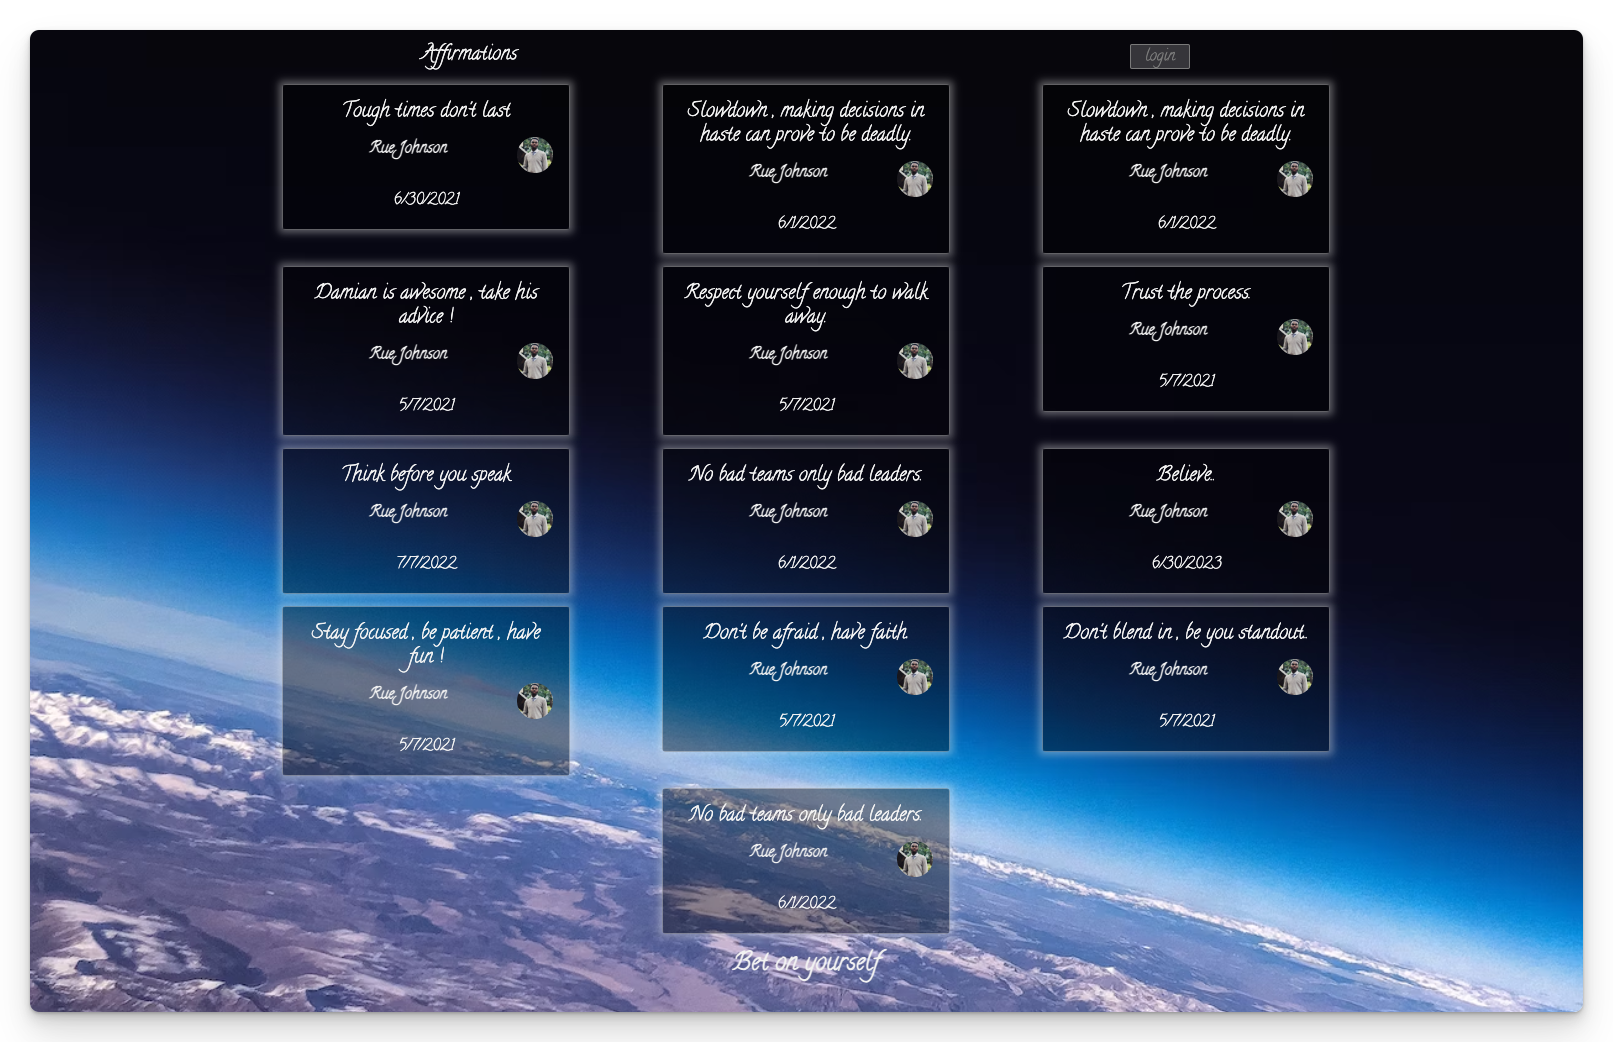 Affirmations
login
Tough times don't last
Rue Johnson
6/30/2021
Slowdown, making decisions in
haste can prove to be deadly.
Rue Johnson
6/1/2022
Slowdown, making decisions in
haste can prove to be deadly.
Rue Johnson
6/1/2022
Damian is awesome, take his
advice !
Rue Johnson
5/7/2021
Respect yourself enough to walk
away.
Rue Johnson
5/7/2021
Trust the process.
Rue Johnson
5/7/2021
Think before you speak
Rue Johnson
7/7/2022
No bad teams only bad leaders.
Rue Johnson
6/1/2022
Believe..
Rue Johnson
6/30/2023
Stay focused, be patient, have
fun !
Rue Johnson
5/7/2021
Don't be afraid, have faith.
Rue Johnson
5/7/2021
Don't blend in, be you standout..
Rue Johnson
5/7/2021
No bad teams only bad leaders.
Rue Johnson
6/1/2022
Bet on yourself